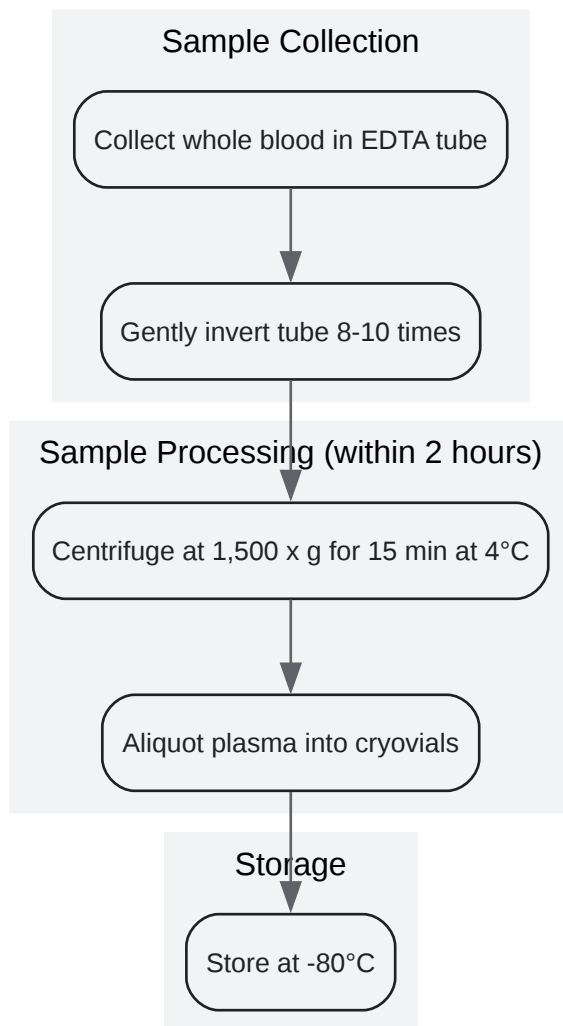 Sample Collection
Collect whole blood in EDTA tube
Gently invert tube 8-10 times
Sample Processing (within 2 hours)
Centrifuge at 1,500 x g for 15 min at 4°C
Aliquot plasma into cryovials
Storage
Store at -80°C